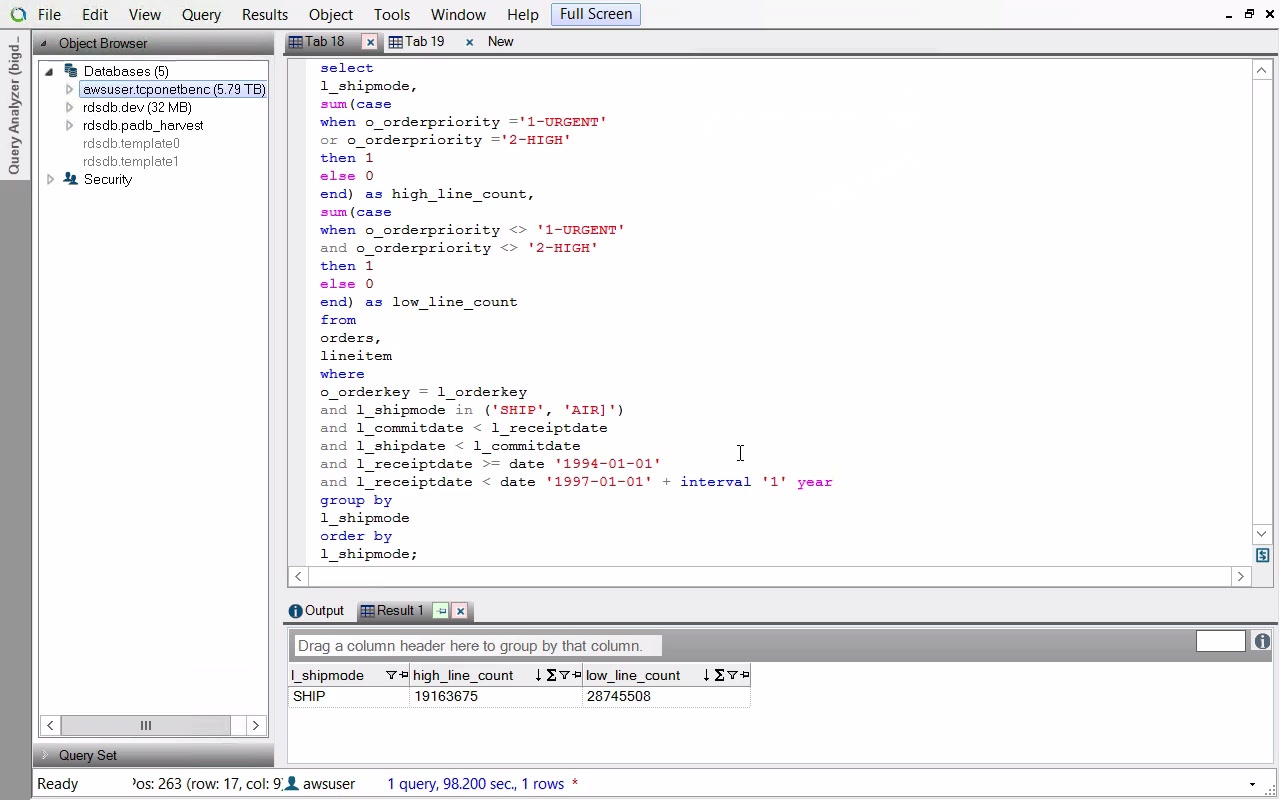 File Edit View Query Results Object Tools Window Help Full Screen
Query Analyzer (bigd...
Object Browser
Tab 18 Tab 19 New
Databases (5)
awsuser.tcponetbenc (5.79 TB)
rdsdb.dev (32 MB)
rdsdb.padb_harvest
rdsdb.template0
rdsdb.template1
Security
select
l_shipmode,
sum(case
when o_orderpriority ='1-URGENT'
or o_orderpriority ='2-HIGH'
then 1
else 0
end) as high_line_count,
sum(case
when o_orderpriority <> '1-URGENT'
and o_orderpriority <> '2-HIGH'
then 1
else 0
end) as low_line_count
from
orders,
lineitem
where
o_orderkey = l_orderkey
and l_shipmode in ('SHIP', 'AIR]')
and l_commitdate < l_receiptdate
and l_shipdate < l_commitdate
and l_receiptdate >= date '1994-01-01'
and l_receiptdate < date '1997-01-01' + interval '1' year
group by
l_shipmode
order by
l_shipmode;
Output Result 1
Drag a column header here to group by that column.
l_shipmode high_line_count low_line_count
SHIP 19163675 28745508
Query Set
Ready Pos: 263 (row: 17, col: 9) awsuser 1 query, 98.200 sec., 1 rows *